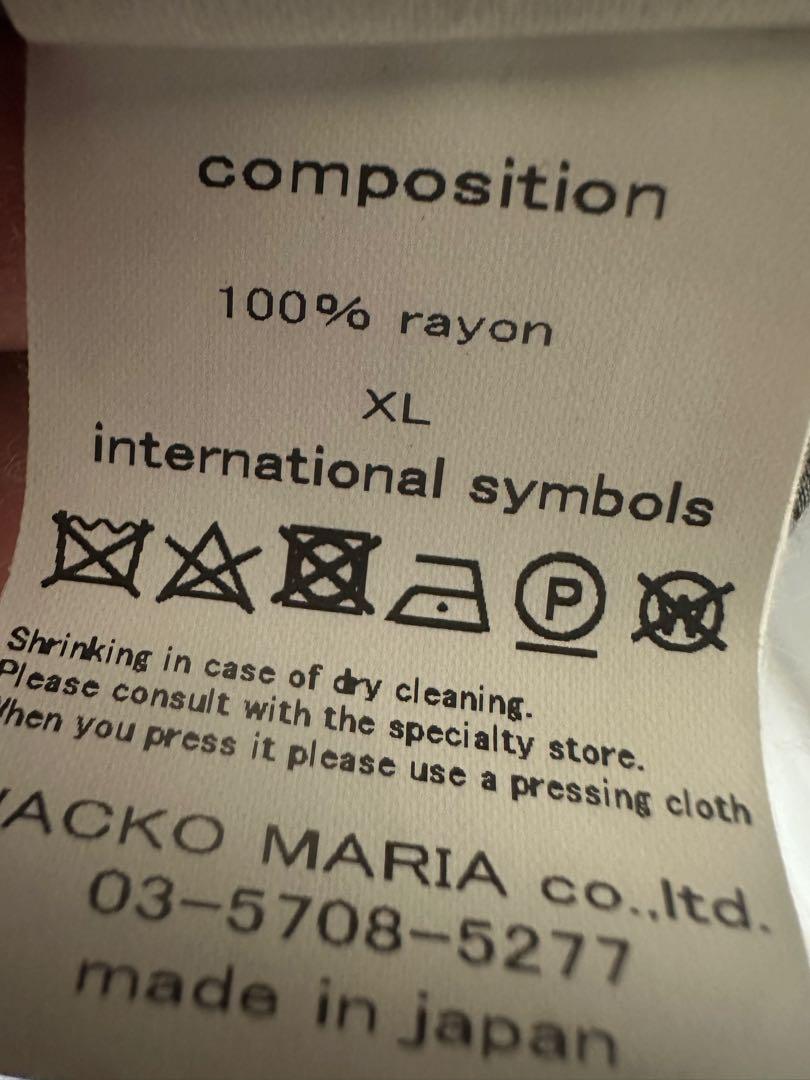 composition
100% rayon
XL
international symbols
P W
Shrinking in case of dry cleaning.
Please consult with the specialty store.
When you press it please use a pressing cloth
WACKO MARIA co.,ltd.
03-5708-5277
made in japan